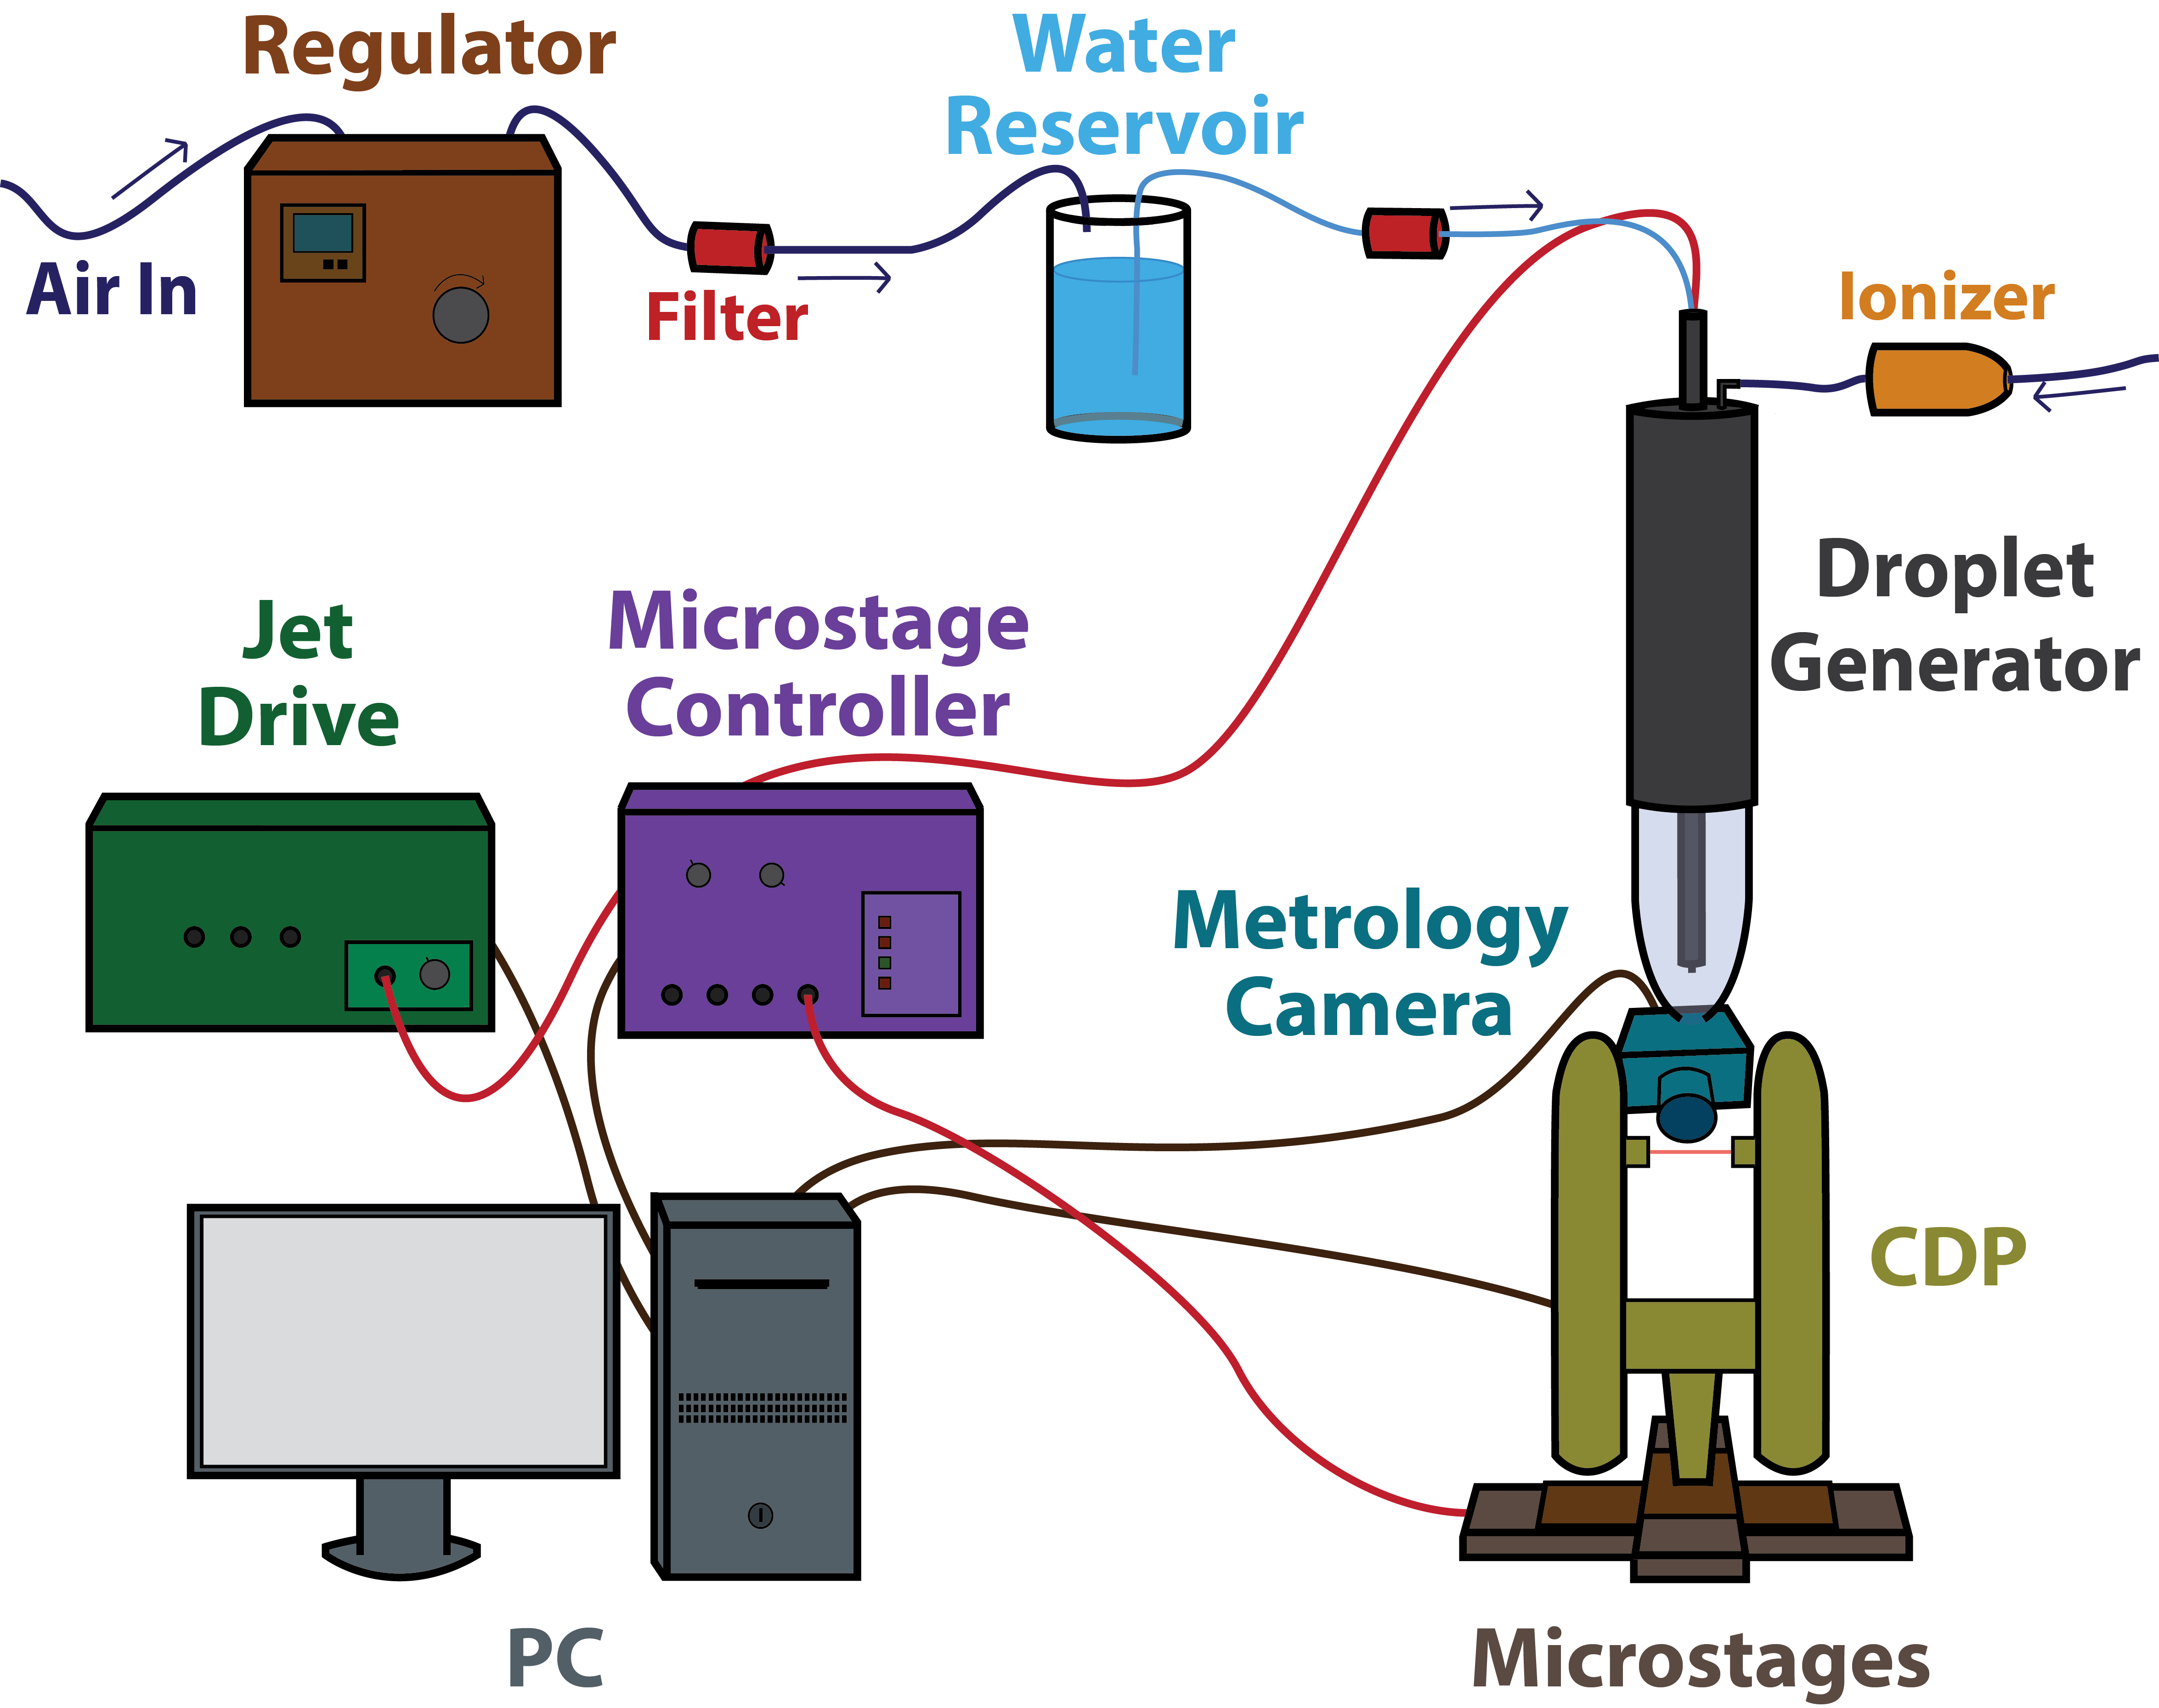 Regulator
Water
Reservoir
Air In
Filter
Ionizer
Droplet
Generator
Jet
Drive
Microstage
Controller
Metrology
Camera
CDP
PC
Microstages